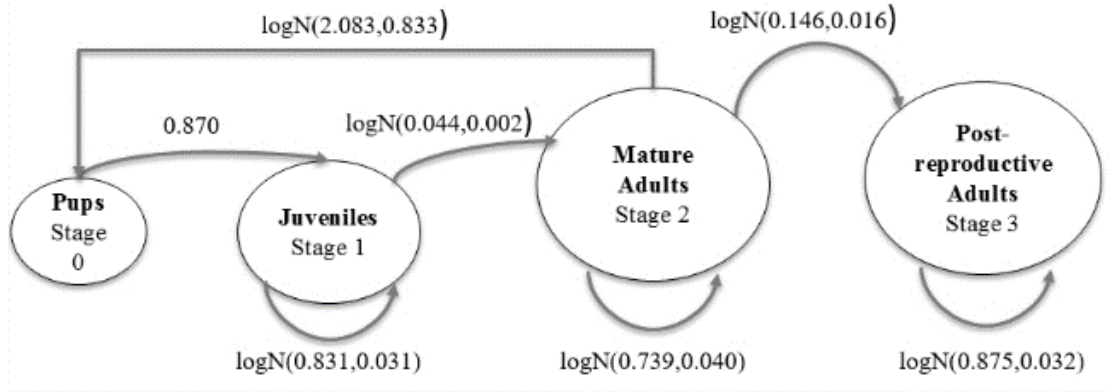 logN(2.083,0.833)
logN(0.146,0.016)
0.870
logN(0.044,0.002)
Pups
Stage
0
Juveniles
Stage 1
Mature
Adults
Stage 2
Post-
reproductive
Adults
Stage 3
logN(0.831,0.031)
logN(0.739,0.040)
logN(0.875,0.032)